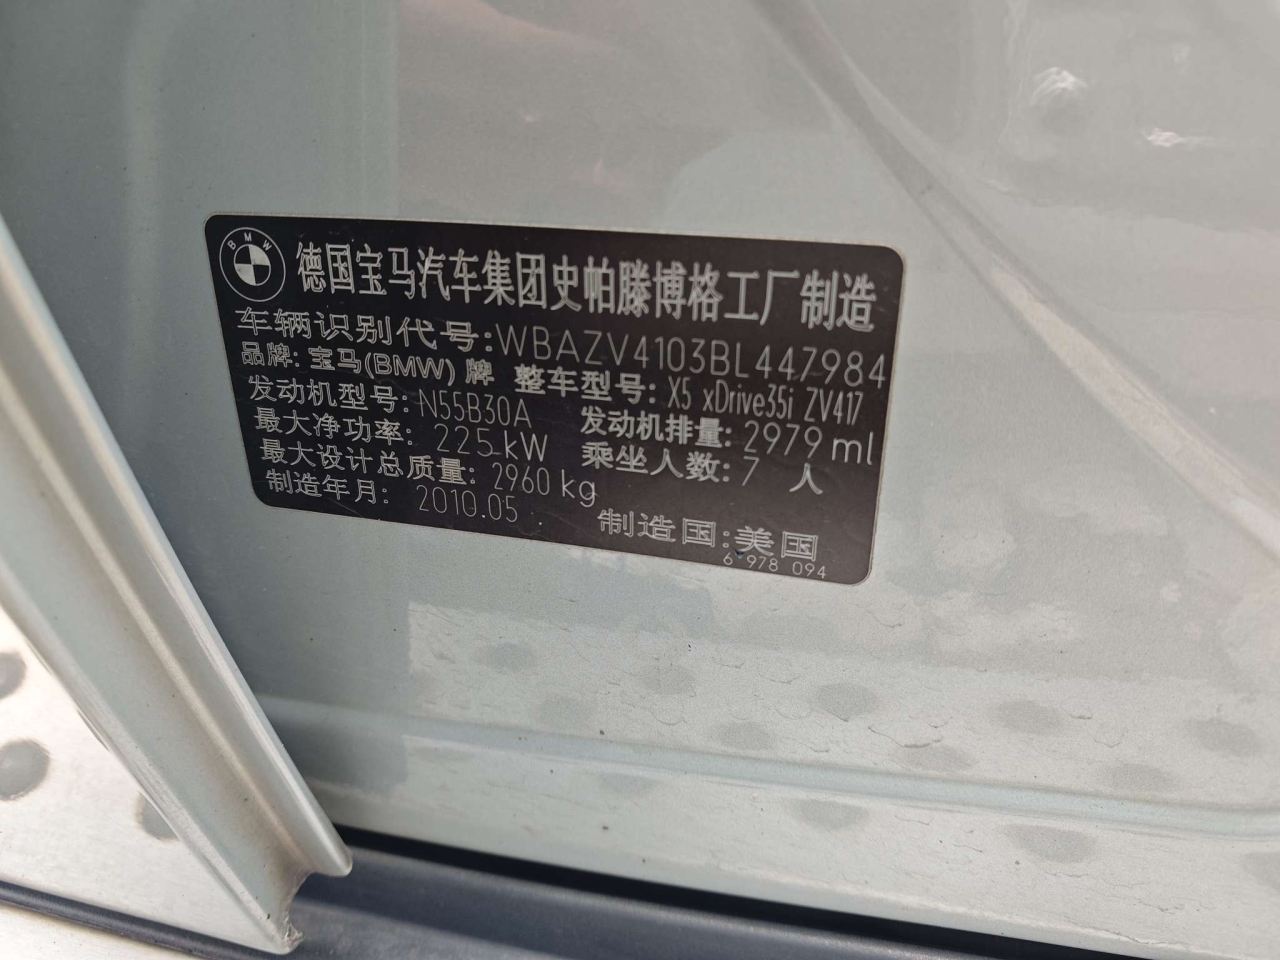 BMW
德国宝马汽车集团史帕滕博格工厂制造
车辆识别代号:WBAZV4103BL447984
品牌: 宝马(BMW) 牌 整车型号: X5 xDrive35i ZV417
发动机型号: N55B30A 发动机排量: 2979 ml
最大净功率: 225 kW 乘坐人数: 7 人
最大设计总质量: 2960 kg
制造年月: 2010.05 制造国:美国
6 978 094